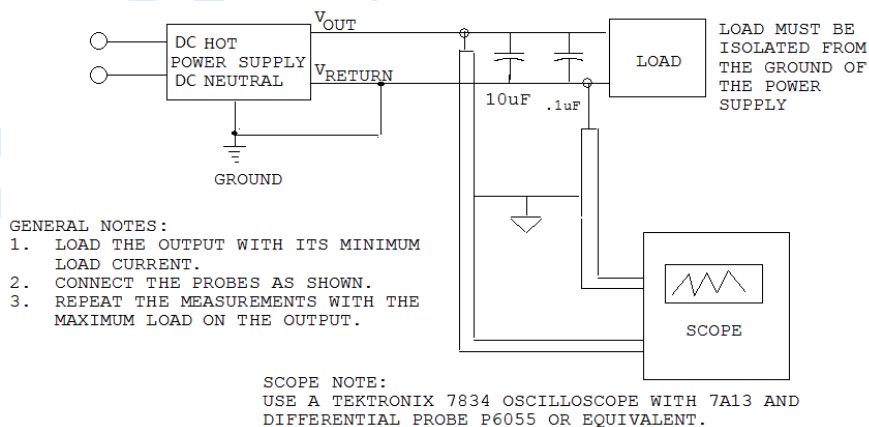 VOUT
DC HOT
POWER SUPPLY
DC NEUTRAL
VRETURN
LOAD
LOAD MUST BE
ISOLATED FROM
THE GROUND OF
THE POWER
SUPPLY
10uF .1uF
GROUND
GENERAL NOTES:
1. LOAD THE OUTPUT WITH ITS MINIMUM
LOAD CURRENT.
2. CONNECT THE PROBES AS SHOWN.
3. REPEAT THE MEASUREMENTS WITH THE
MAXIMUM LOAD ON THE OUTPUT.
SCOPE
SCOPE NOTE:
USE A TEKTRONIX 7834 OSCILLOSCOPE WITH 7A13 AND
DIFFERENTIAL PROBE P6055 OR EQUIVALENT.